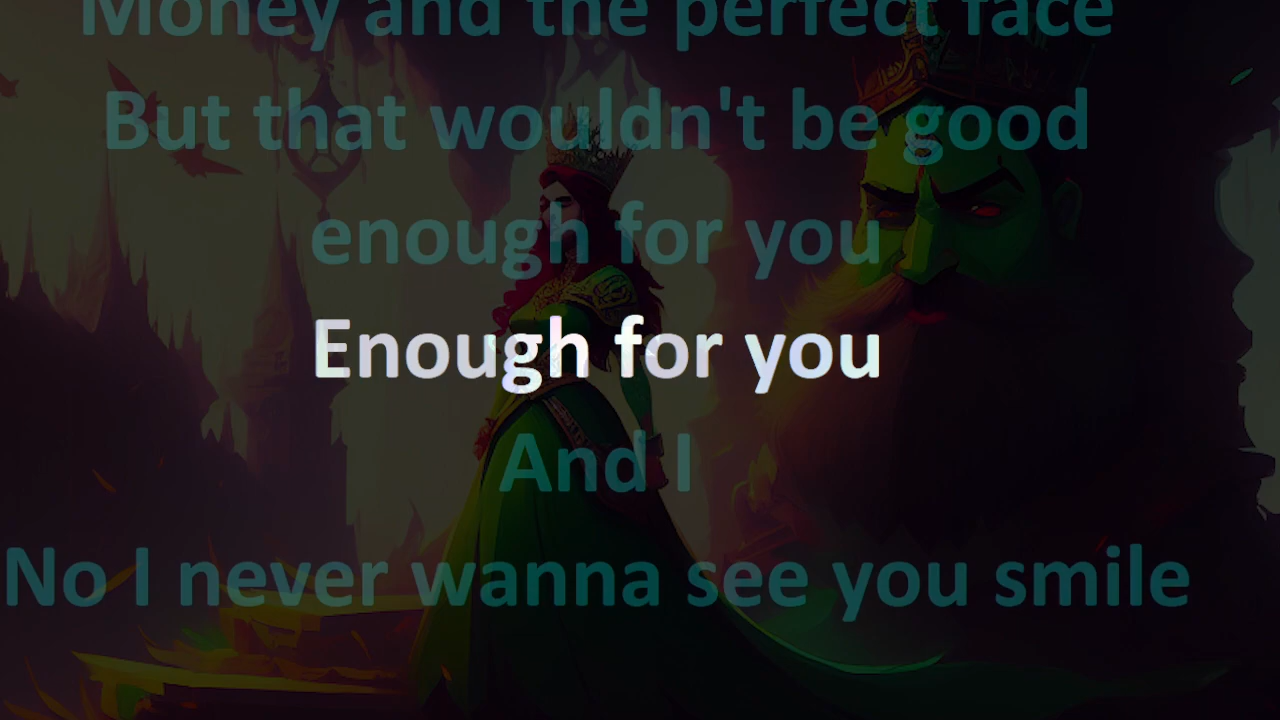 Money and the perfect face
But that wouldn't be good
enough for you
Enough for you
And I
No I never wanna see you smile